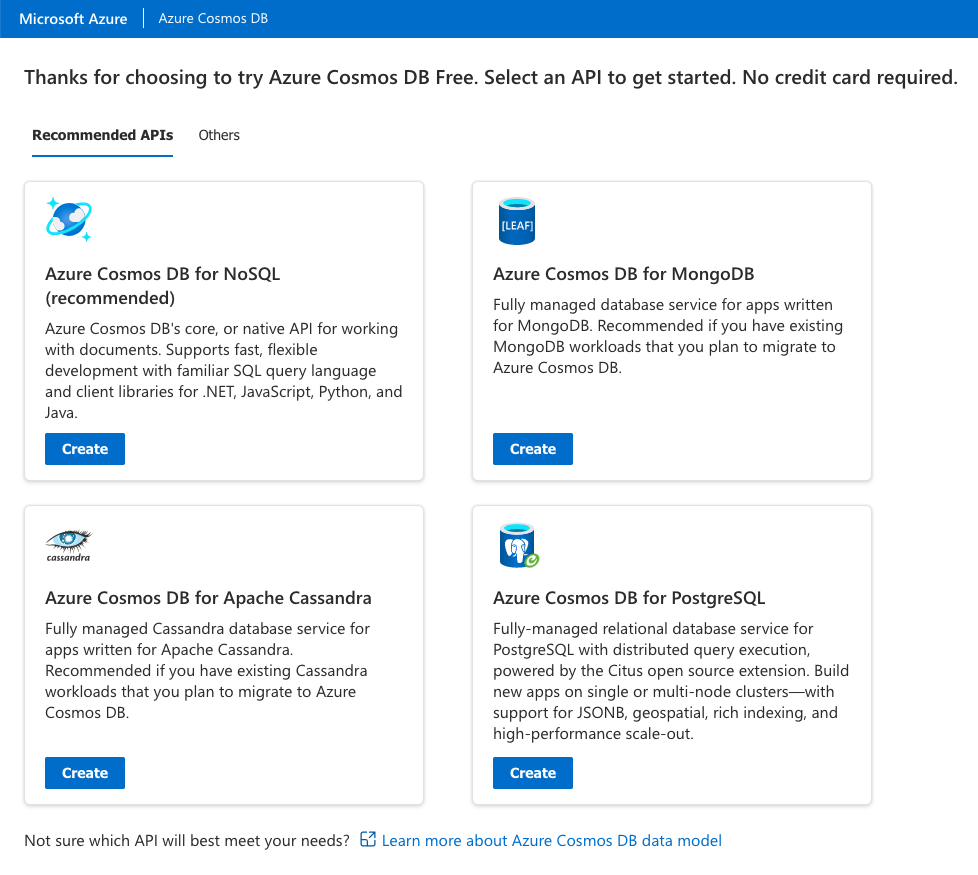 Microsoft Azure Azure Cosmos DB
Thanks for choosing to try Azure Cosmos DB Free. Select an API to get started. No credit card required.
Recommended APIs Others
Azure Cosmos DB for NoSQL
(recommended)
Azure Cosmos DB's core, or native API for working
with documents. Supports fast, flexible
development with familiar SQL query language
and client libraries for .NET, JavaScript, Python, and
Java.
Create
[LEAF]
Azure Cosmos DB for MongoDB
Fully managed database service for apps written
for MongoDB. Recommended if you have existing
MongoDB workloads that you plan to migrate to
Azure Cosmos DB.
Create
cassandra
Azure Cosmos DB for Apache Cassandra
Fully managed Cassandra database service for
apps written for Apache Cassandra.
Recommended if you have existing Cassandra
workloads that you plan to migrate to Azure
Cosmos DB.
Create
Azure Cosmos DB for PostgreSQL
Fully-managed relational database service for
PostgreSQL with distributed query execution,
powered by the Citus open source extension. Build
new apps on single or multi-node clusters—with
support for JSONB, geospatial, rich indexing, and
high-performance scale-out.
Create
Not sure which API will best meet your needs? Learn more about Azure Cosmos DB data model